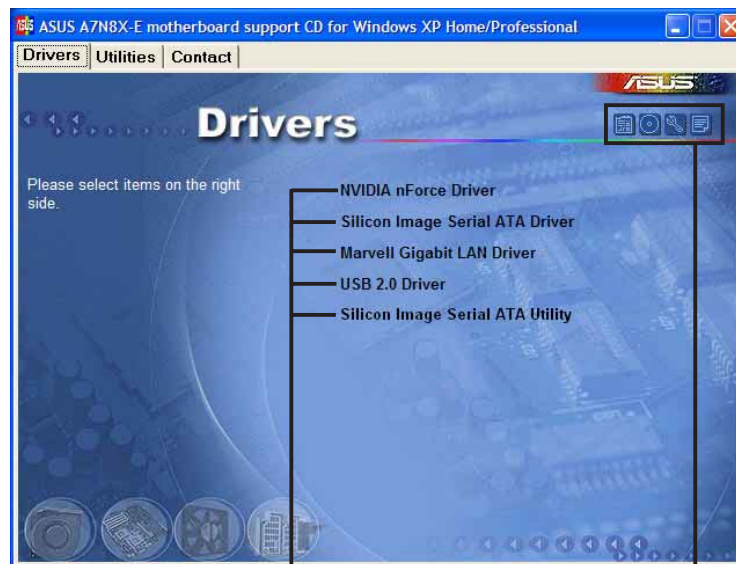 ASUS A7N8X-E motherboard support CD for Windows XP Home/Professional
Drivers Utilities Contact
ASUS
Drivers
Please select items on the right
side.
NVIDIA nForce Driver
Silicon Image Serial ATA Driver
Marvell Gigabit LAN Driver
USB 2.0 Driver
Silicon Image Serial ATA Utility